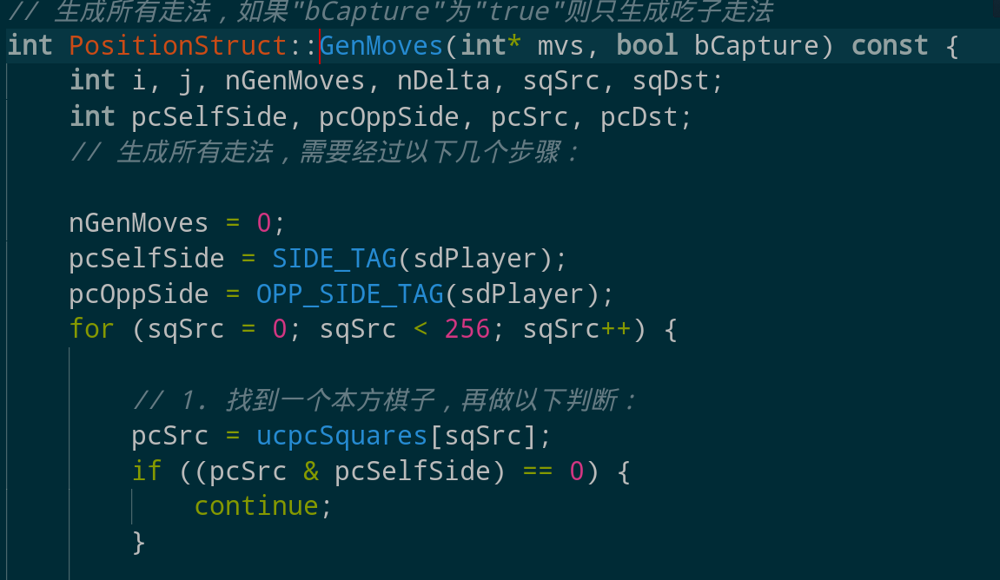 // 生成所有走法，如果"bCapture"为"true"则只生成吃子走法
int PositionStruct::GenMoves(int* mvs, bool bCapture) const {
int i, j, nGenMoves, nDelta, sqSrc, sqDst;
int pcSelfSide, pcOppSide, pcSrc, pcDst;
// 生成所有走法，需要经过以下几个步骤：
nGenMoves = 0;
pcSelfSide = SIDE_TAG(sdPlayer);
pcOppSide = OPP_SIDE_TAG(sdPlayer);
for (sqSrc = 0; sqSrc < 256; sqSrc++) {
// 1. 找到一个本方棋子，再做以下判断：
pcSrc = ucpcSquares[sqSrc];
if ((pcSrc & pcSelfSide) == 0) {
continue;
}